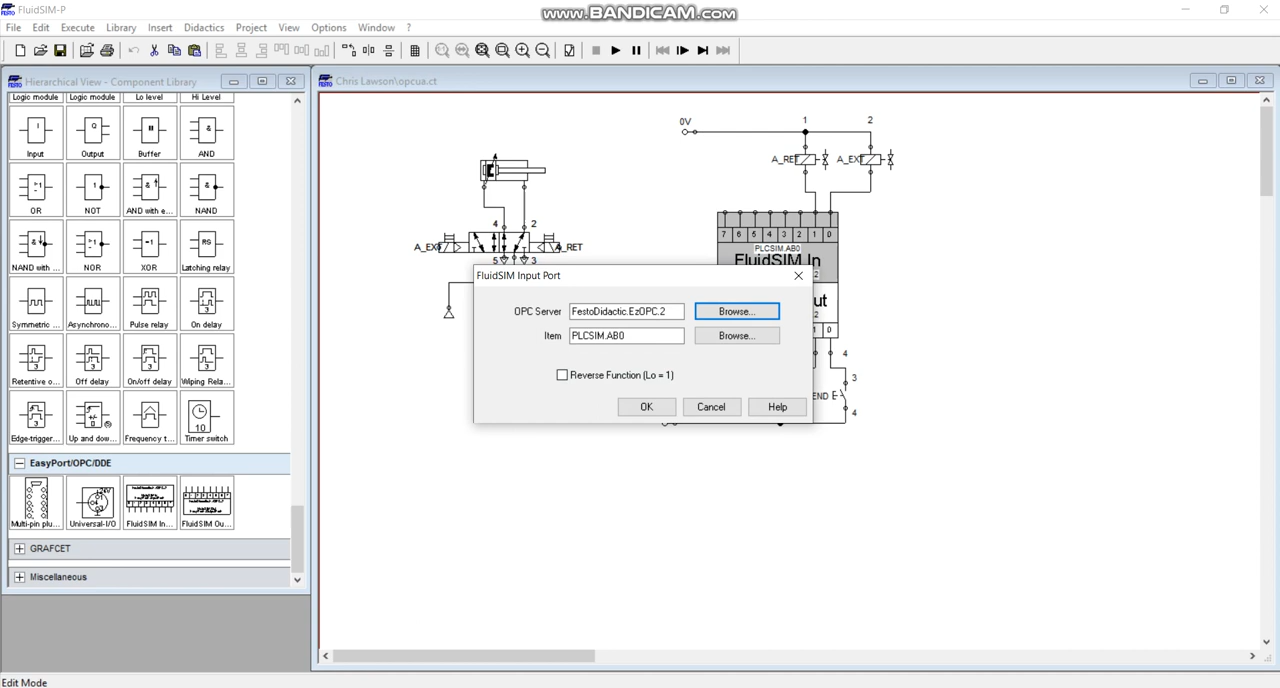 FluidSIM-P
www.BANDICAM.com
File Edit Execute Library Insert Didactics Project View Options Window ?
Hierarchical View - Component Library
Chris Lawson\opcua.ct
Logic module Logic module Lo level Hi Level
Input Output Buffer AND
OR NOT AND with e... NAND
NAND with ... NOR XOR Latching relay
Symmetric ... Asynchrono... Pulse relay On delay
Retentive o... Off delay On/off delay Wiping Rela...
Edge-trigger... Up and dow... Frequency t... Timer switch
EasyPort/OPC/DDE
Multi-pin plu... Universal-I/O FluidSIM In... FluidSIM Ou...
GRAFCET
Miscellaneous
0V 1 2
A_RET A_EXT
4 2
A_EXT A_RET
5 3
7 6 5 4 3 2 1 0
PLCSIM.AB0
FluidSIM In
FluidSIM Input Port
OPC Server FestoDidactic.EzOPC.2 Browse...
Item PLCSIM.AB0 Browse...
Reverse Function (Lo = 1)
OK Cancel Help
2
ut
2
1 0
4
3
END
4
Edit Mode